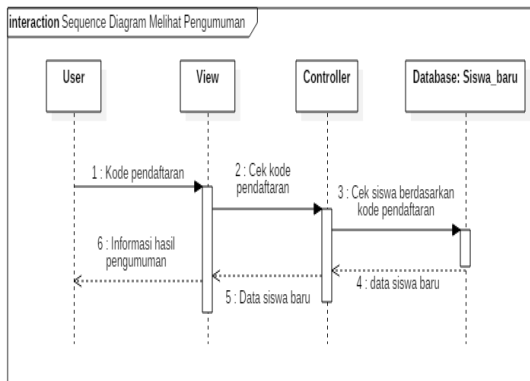 interaction Sequence Diagram Melihat Pengumuman
User
View
Controller
Database: Siswa_baru
1 : Kode pendaftaran
2 : Cek kode
pendaftaran
3 : Cek siswa berdasarkan
kode pendaftaran
6 : Informasi hasil
pengumuman
5 : Data siswa baru
4 : data siswa baru